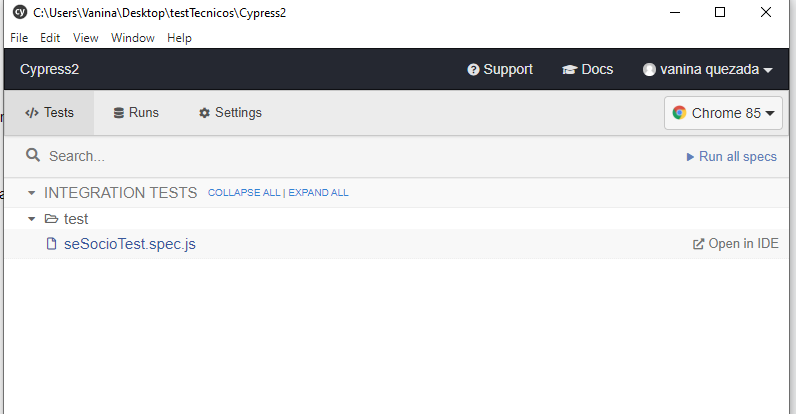 cy C:\Users\Vanina\Desktop\testTecnicos\Cypress2
File Edit View Window Help
Cypress2 Support Docs vanina quezada
</> Tests Runs Settings Chrome 85
Search... Run all specs
INTEGRATION TESTS COLLAPSE ALL | EXPAND ALL
test
seSocioTest.spec.js Open in IDE